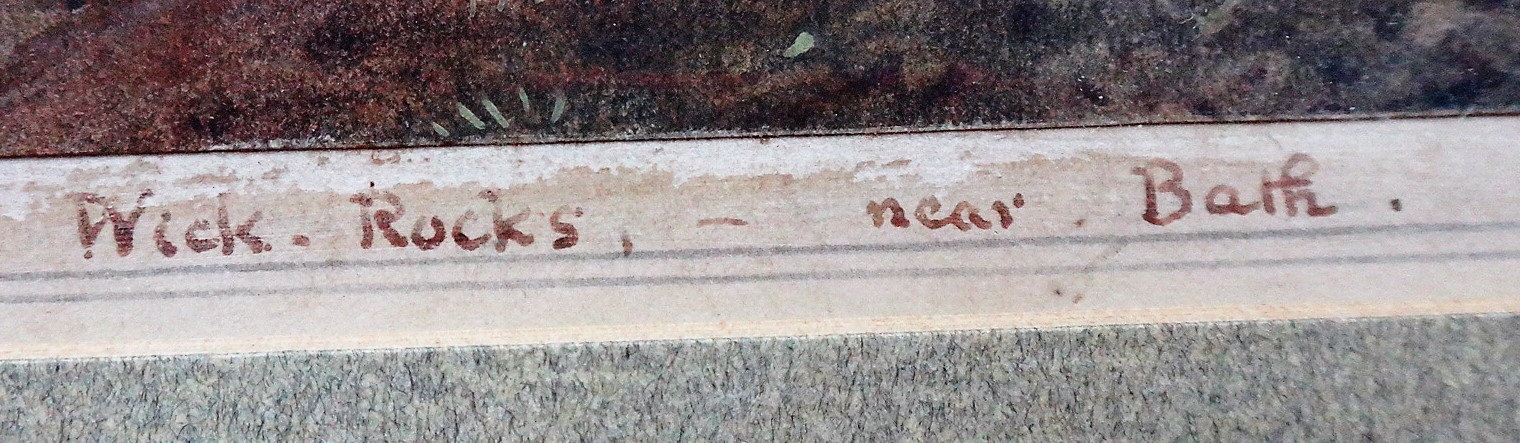 Wick. Rocks, - near. Bath.